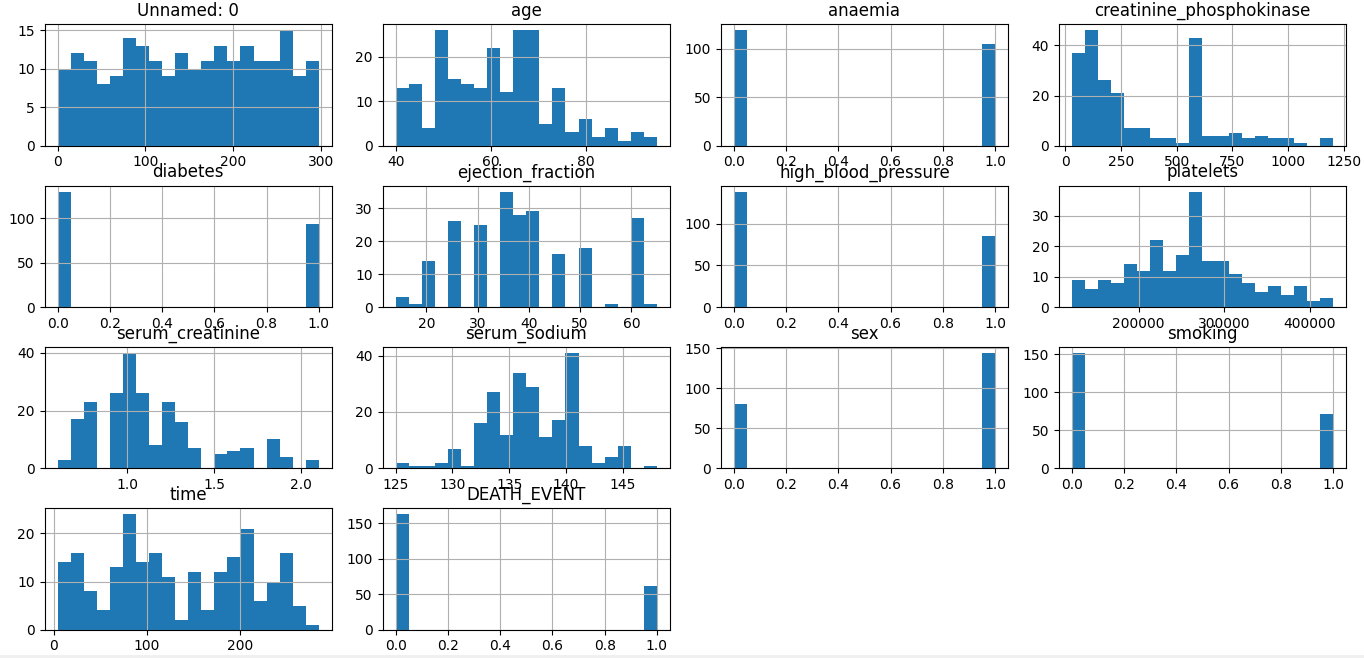 Unnamed: 0 age anaemia creatinine_phosphokinase
15 20 100 40
10 10 50 20
5 0 0 0
0
0 100 200 300 40 60 80 0.0 0.2 0.4 0.6 0.8 1.0 0 250 500 750 1000 1250
diabetes ejection_fraction high_blood_pressure platelets
100 30 100 30
50 20 50 20
0 10 0 10
0 0
0.0 0.2 0.4 0.6 0.8 1.0 20 30 40 50 60 0.0 0.2 0.4 0.6 0.8 1.0 200000 300000 400000
serum_creatinine serum_sodium sex smoking
40 40 150 150
20 20 100 100
0 0 50 50
0 0
1.0 1.5 2.0 125 130 135 140 145 0.0 0.2 0.4 0.6 0.8 1.0 0.0 0.2 0.4 0.6 0.8 1.0
time DEATH_EVENT
20 150
10 100
0 50
0
0 100 200 0.0 0.2 0.4 0.6 0.8 1.0